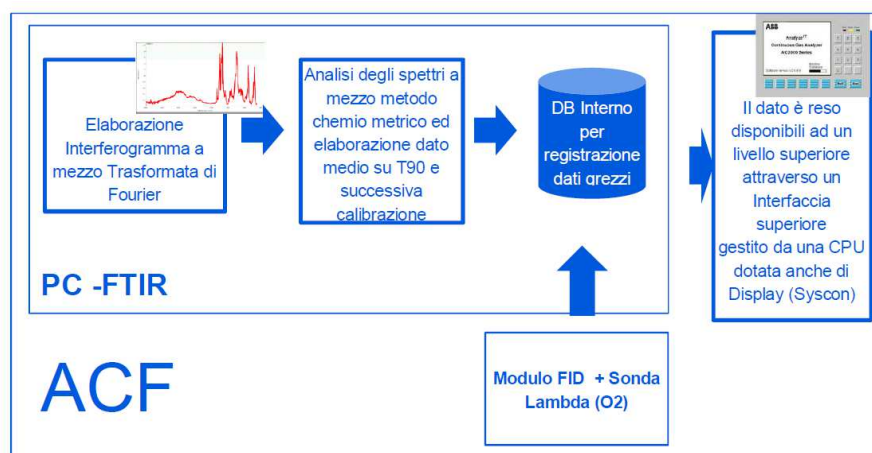 Elaborazione
Interferogramma a
mezzo Trasformata di
Fourier
Analisi degli spettri a
mezzo metodo
chemio metrico ed
elaborazione dato
medio su T90 e
successiva
calibrazione
DB Interno
per
registrazione
dati grezzi
ABB
Continuous Gas Analyzer
Il dato è reso
disponibili ad un
livello superiore
attraverso un
Interfaccia
superiore
gestito da una CPU
dotata anche di
Display (Syscon)
PC -FTIR
ACF
Modulo FID + Sonda
Lambda (O2)